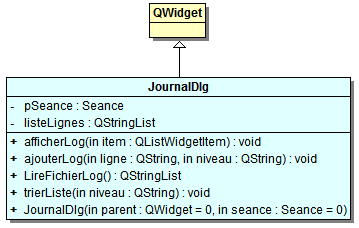 QWidget
JournalDlg
- pSeance : Seance
- listeLignes : QStringList
+ afficherLog(in item : QListWidgetItem) : void
+ ajouterLog(in ligne : QString, in niveau : QString) : void
+ LireFichierLog() : QStringList
+ trierListe(in niveau : QString) : void
+ JournalDlg(in parent : QWidget = 0, in seance : Seance = 0)